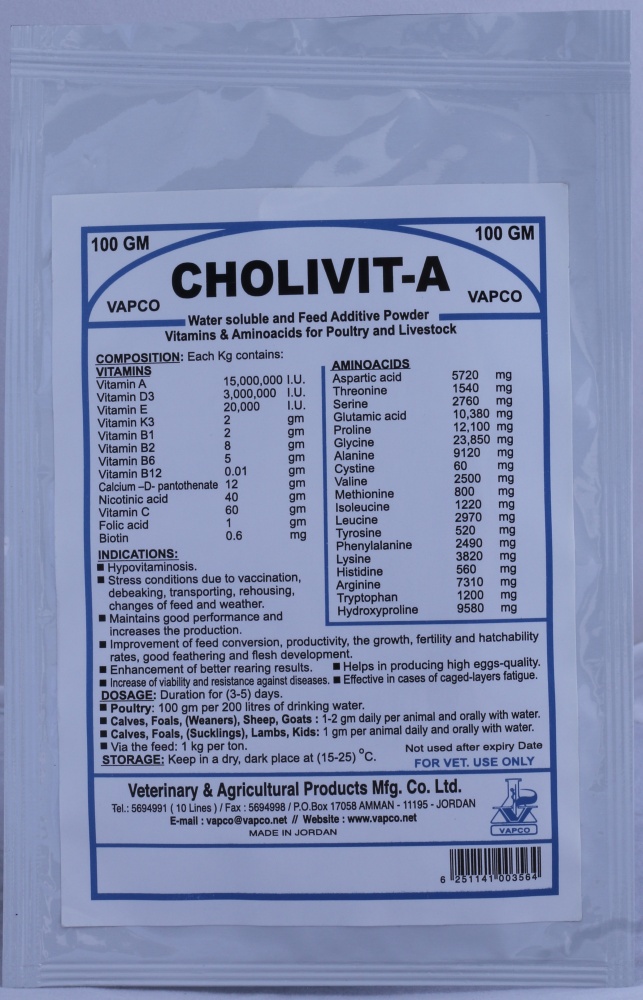 100 GM
100 GM
CHOLIVIT-A
VAPCO
VAPCO
Water soluble and Feed Additive Powder
Vitamins & Aminoacids for Poultry and Livestock
COMPOSITION: Each Kg contains:
VITAMINS
Vitamin A 15,000,000 I.U.
Vitamin D3 3,000,000 I.U.
Vitamin E 20,000 I.U.
Vitamin K3 2 gm
Vitamin B1 2 gm
Vitamin B2 8 gm
Vitamin B6 5 gm
Vitamin B12 0.01 gm
Calcium –D- pantothenate 12 gm
Nicotinic acid 40 gm
Vitamin C 60 gm
Folic acid 1 gm
Biotin 0.6 mg
AMINOACIDS
Aspartic acid 5720 mg
Threonine 1540 mg
Serine 2760 mg
Glutamic acid 10,380 mg
Proline 12,100 mg
Glycine 23,850 mg
Alanine 9120 mg
Cystine 60 mg
Valine 2500 mg
Methionine 800 mg
Isoleucine 1220 mg
Leucine 2970 mg
Tyrosine 520 mg
Phenylalanine 2490 mg
Lysine 3820 mg
Histidine 560 mg
Arginine 7310 mg
Tryptophan 1200 mg
Hydroxyproline 9580 mg
INDICATIONS:
■ Hypovitaminosis.
■ Stress conditions due to vaccination,
debeaking, transporting, rehousing,
changes of feed and weather.
■ Maintains good performance and
increases the production.
■ Improvement of feed conversion, productivity, the growth, fertility and hatchability
rates, good feathering and flesh development.
■ Enhancement of better rearing results. ■ Helps in producing high eggs-quality.
■ Increase of viability and resistance against diseases. ■ Effective in cases of caged-layers fatigue.
DOSAGE: Duration for (3-5) days.
■ Poultry: 100 gm per 200 litres of drinking water.
■ Calves, Foals, (Weaners), Sheep, Goats : 1-2 gm daily per animal and orally with water.
■ Calves, Foals, (Sucklings), Lambs, Kids: 1 gm per animal daily and orally with water.
■ Via the feed: 1 kg per ton.
STORAGE: Keep in a dry, dark place at (15-25) °C.
Not used after expiry Date
FOR VET. USE ONLY
Veterinary & Agricultural Products Mfg. Co. Ltd.
Tel.: 5694991 ( 10 Lines ) / Fax : 5694998 / P.O.Box 17058 AMMAN - 11195 - JORDAN
E-mail : vapco@vapco.net // Website : www.vapco.net
MADE IN JORDAN
VAPCO
6 251141 003564